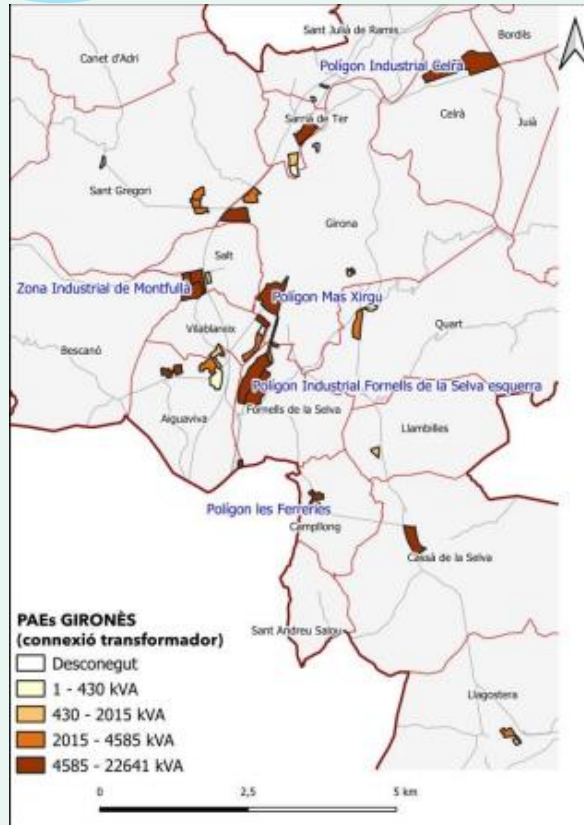 Sant Julià de Ramis
Bordils
Canet d'Adri
Polígon Industrial Celrà
Sarrià de Ter
Celrà
Juià
Sant Gregori
Girona
Salt
Zona Industrial de Montfullà
Polígon Mas Xirgu
Vilablareix
Quart
Bescanó
Polígon Industrial Fornells de la Selva esquerra
Aiguaviva
Fornells de la Selva
Llambilles
Polígon les Ferreries
Campllong
Cassà de la Selva
Sant Andreu Salou
Llagostera
PAEs GIRONÈS
(connexió transformador)
Desconegut
1 - 430 kVA
430 - 2015 kVA
2015 - 4585 kVA
4585 - 22641 kVA
0 2,5 5 km